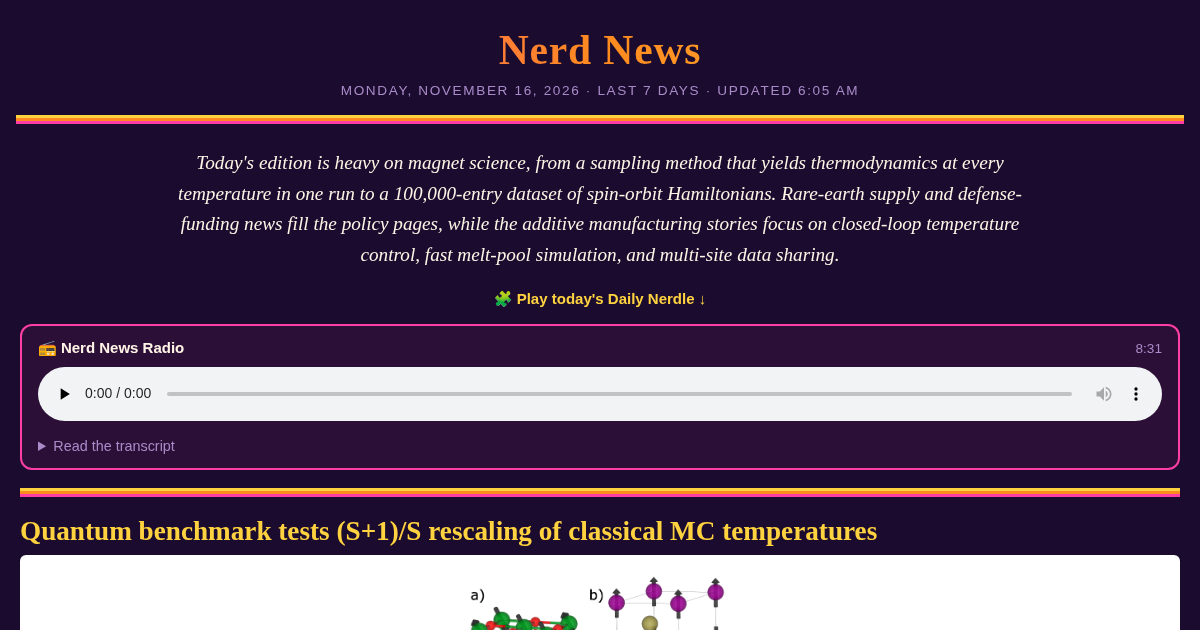 Nerd News
MONDAY, NOVEMBER 16, 2026 · LAST 7 DAYS · UPDATED 6:05 AM
Today's edition is heavy on magnet science, from a sampling method that yields thermodynamics at every
temperature in one run to a 100,000-entry dataset of spin-orbit Hamiltonians. Rare-earth supply and defense-
funding news fill the policy pages, while the additive manufacturing stories focus on closed-loop temperature
control, fast melt-pool simulation, and multi-site data sharing.
🧩 Play today's Daily Nerdle ↓
📻 Nerd News Radio
8:31
0:00 / 0:00
Read the transcript
Quantum benchmark tests (S+1)/S rescaling of classical MC temperatures
a)
b)